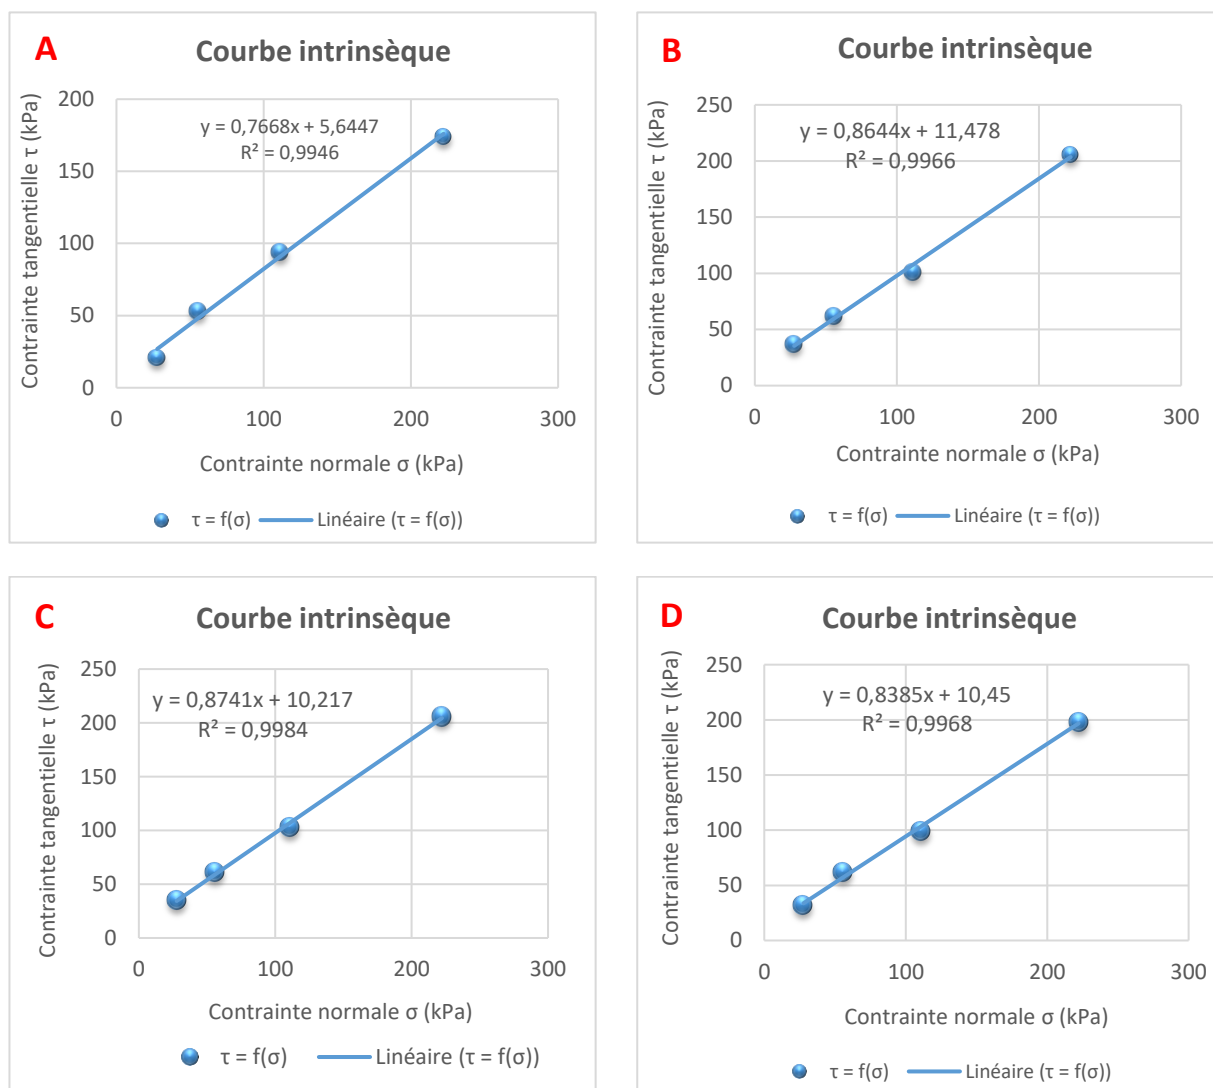 A
Courbe intrinsèque
Contrainte tangentielle τ (kPa)
200
150
100
50
0
y = 0,7668x + 5,6447
R² = 0,9946
0 100 200 300
Contrainte normale σ (kPa)
τ = f(σ) Linéaire (τ = f(σ))
B
Courbe intrinsèque
Contrainte tangentielle τ (kPa)
250
200
150
100
50
0
y = 0,8644x + 11,478
R² = 0,9966
0 100 200 300
Contrainte normale σ (kPa)
τ = f(σ) Linéaire (τ = f(σ))
C
Courbe intrinsèque
Contrainte tangentielle τ (kPa)
250
200
150
100
50
0
y = 0,8741x + 10,217
R² = 0,9984
0 100 200 300
Contrainte normale σ (kPa)
τ = f(σ) Linéaire (τ = f(σ))
D
Courbe intrinsèque
Contrainte tangentielle τ (kPa)
250
200
150
100
50
0
y = 0,8385x + 10,45
R² = 0,9968
0 100 200 300
Contrainte normale σ (kPa)
τ = f(σ) Linéaire (τ = f(σ))